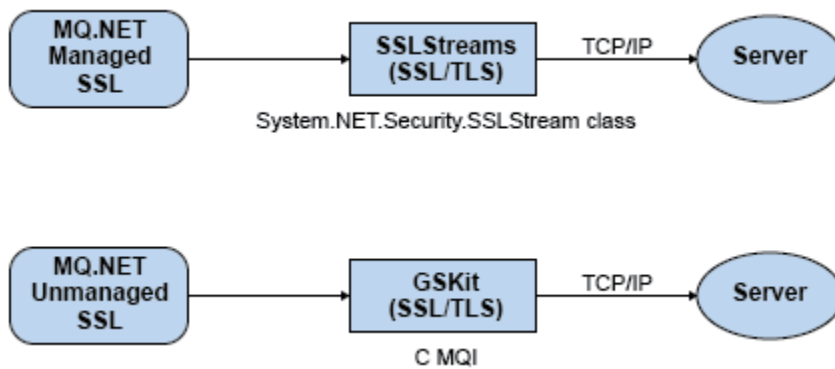 MQ.NET
Managed
SSL
SSLStreams
(SSL/TLS)
TCP/IP
Server
System.NET.Security.SSLStream class
MQ.NET
Unmanaged
SSL
GSKit
(SSL/TLS)
TCP/IP
Server
C MQI